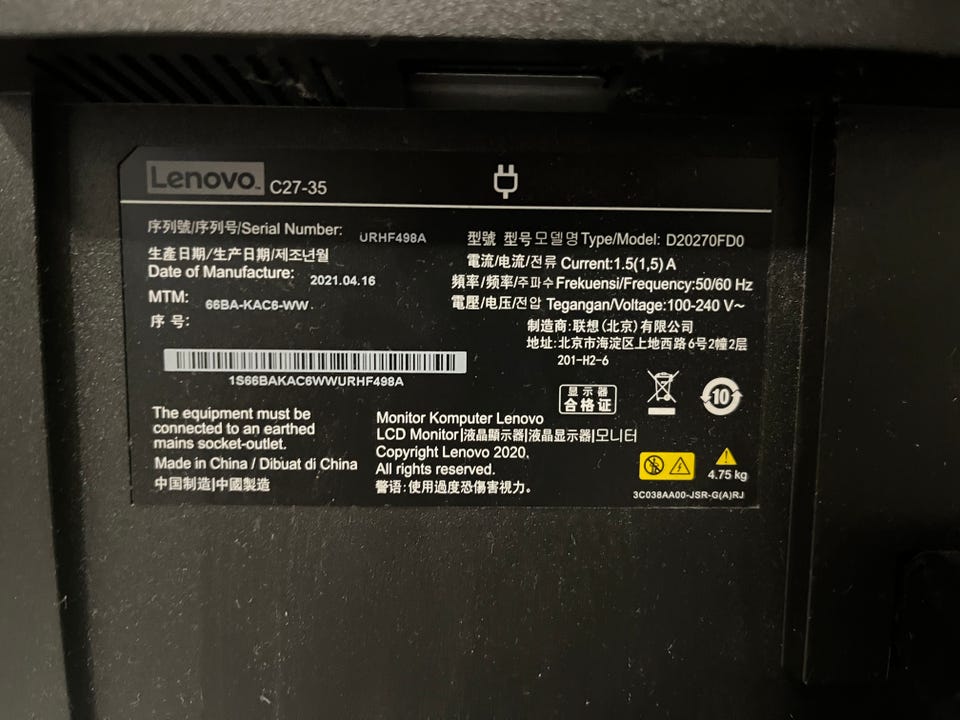 Lenovo C27-35
序列號/序列号/Serial Number: URHF498A
生產日期/生产日期/제조년월
Date of Manufacture: 2021.04.16
MTM: 66BA-KAC6-WW
序 号:
1S66BAKAC6WWURHF498A
The equipment must be
connected to an earthed
mains socket-outlet.
Made in China / Dibuat di China
中国制造|中國製造
型號 型号 모델명 Type/Model: D20270FD0
電流/电流/전류 Current:1.5(1,5) A
頻率/频率/주파수 Frekuensi/Frequency:50/60 Hz
電壓/电压/전압 Tegangan/Voltage:100-240 V~
制造商:联想(北京)有限公司
地址:北京市海淀区上地西路6号2幢2层
201-H2-6
显示器
合格证
10
Monitor Komputer Lenovo
LCD Monitor|液晶顯示器|液晶显示器|모니터
Copyright Lenovo 2020.
All rights reserved.
警语:使用過度恐傷害視力。
4.75 kg
3C038AA00-JSR-G(A)RJ